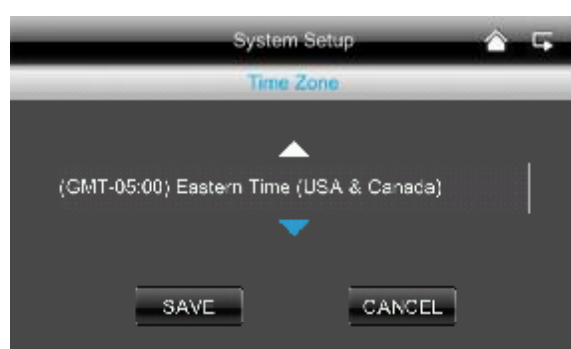 System Setup
Time Zone
(GMT-05:00) Eastern Time (USA & Canada)
SAVE CANCEL